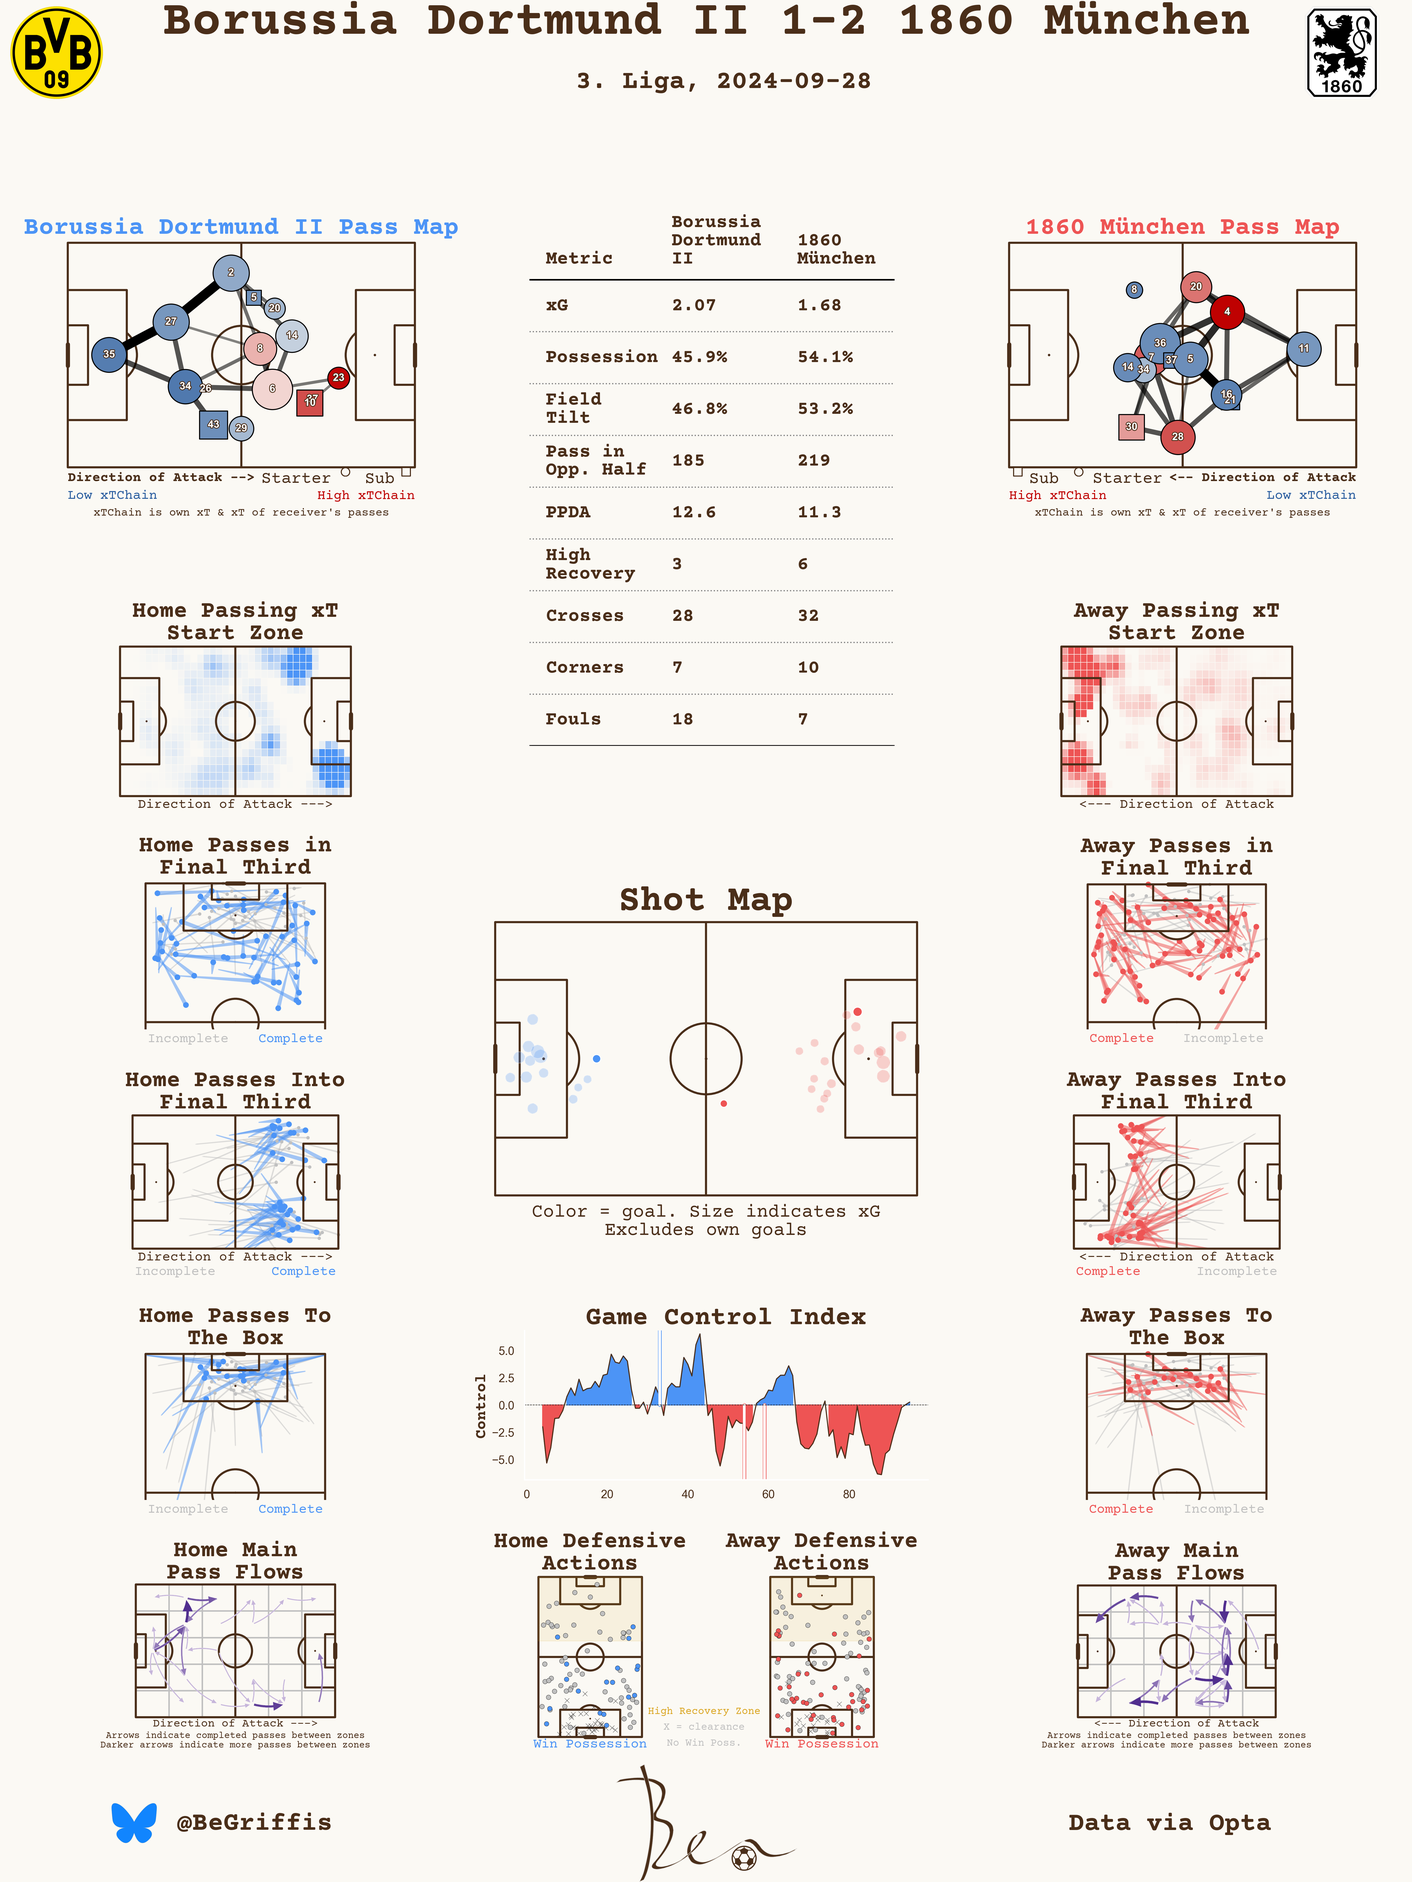 Borussia Dortmund II 1-2 1860 München
3. Liga, 2024-09-28
BVB
09
1860
Borussia Dortmund II Pass Map
2
5
20
27
14
8
35
34
26
6
23
27
10
43
29
Direction of Attack --> Starter Sub
Low xTChain High xTChain
xTChain is own xT & xT of receiver's passes
Metric Borussia Dortmund II 1860 München
xG 2.07 1.68
Possession 45.9% 54.1%
Field Tilt 46.8% 53.2%
Pass in Opp. Half 185 219
PPDA 12.6 11.3
High Recovery 3 6
Crosses 28 32
Corners 7 10
Fouls 18 7
1860 München Pass Map
8
20
4
36
7
37
5
11
14
34
16
21
30
28
Sub Starter <-- Direction of Attack
High xTChain Low xTChain
xTChain is own xT & xT of receiver's passes
Home Passing xT
Start Zone
Direction of Attack --->
Away Passing xT
Start Zone
<--- Direction of Attack
Home Passes in
Final Third
Incomplete Complete
Away Passes in
Final Third
Complete Incomplete
Shot Map
Color = goal. Size indicates xG
Excludes own goals
Home Passes Into
Final Third
Direction of Attack --->
Incomplete Complete
Away Passes Into
Final Third
<--- Direction of Attack
Complete Incomplete
Home Passes To
The Box
Incomplete Complete
Game Control Index
Control
5.0
2.5
0.0
−2.5
−5.0
0 20 40 60 80
Away Passes To
The Box
Complete Incomplete
Home Main
Pass Flows
Direction of Attack --->
Arrows indicate completed passes between zones
Darker arrows indicate more passes between zones
Home Defensive
Actions
Win Possession
Away Defensive
Actions
Win Possession
High Recovery Zone
X = clearance
No Win Poss.
Away Main
Pass Flows
<--- Direction of Attack
Arrows indicate completed passes between zones
Darker arrows indicate more passes between zones
@BeGriffis
Ben
Data via Opta